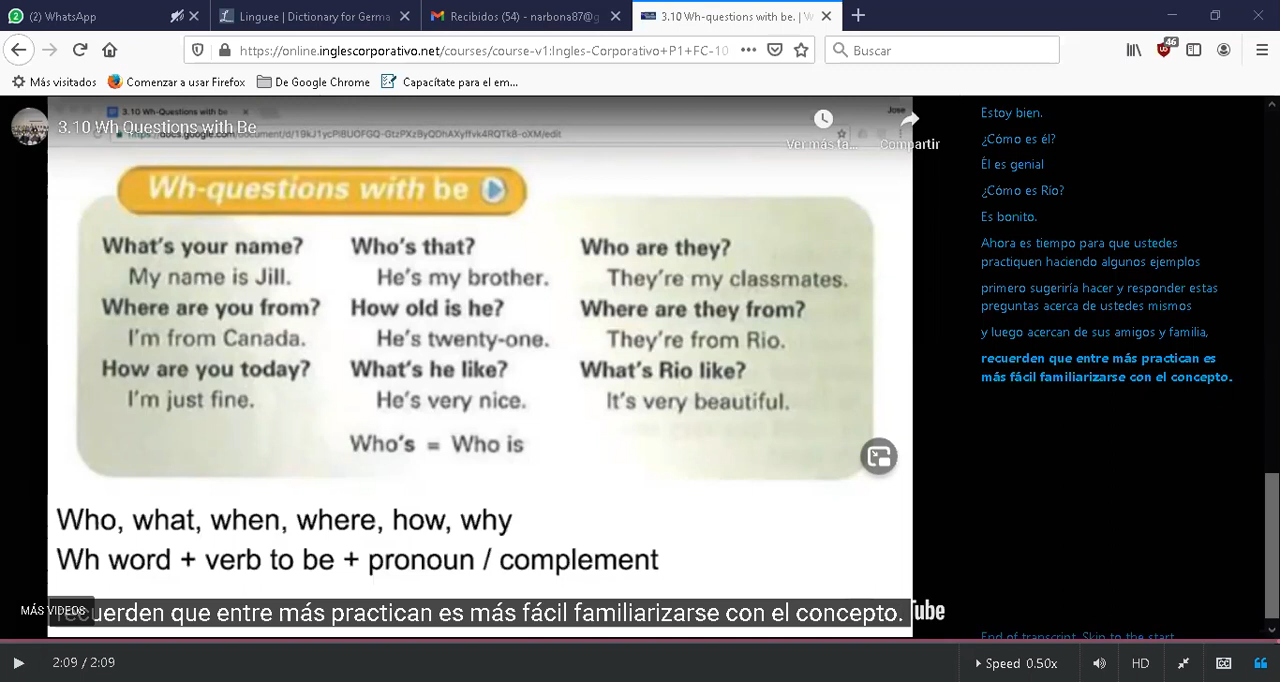 (2) WhatsApp
Linguee | Dictionary for Germa
Recibidos (54) - narbona87@g
3.10 Wh-questions with be. | W
https://online.inglescorporativo.net/courses/course-v1:Ingles-Corporativo+P1+FC-10
Buscar
46
Más visitados
Comenzar a usar Firefox
De Google Chrome
Capacítate para el em...
3.10 Wh-Questions with be
Jose
3.10 Wh Questions with Be
Ver más ta...
Compartir
Wh-questions with be
What's your name?
My name is Jill.
Where are you from?
I'm from Canada.
How are you today?
I'm just fine.
Who's that?
He's my brother.
How old is he?
He's twenty-one.
What's he like?
He's very nice.
Who's = Who is
Who are they?
They're my classmates.
Where are they from?
They're from Rio.
What's Rio like?
It's very beautiful.
Who, what, when, where, how, why
Wh word + verb to be + pronoun / complement
MÁS VIDEOS
recuerden que entre más practican es más fácil familiarizarse con el concepto.
Tube
Estoy bien.
¿Cómo es él?
Él es genial
¿Cómo es Río?
Es bonito.
Ahora es tiempo para que ustedes
practiquen haciendo algunos ejemplos
primero sugeriría hacer y responder estas
preguntas acerca de ustedes mismos
y luego acercan de sus amigos y familia,
recuerden que entre más practican es
más fácil familiarizarse con el concepto.
End of transcript. Skip to the start.
2:09 / 2:09
Speed 0.50x
HD